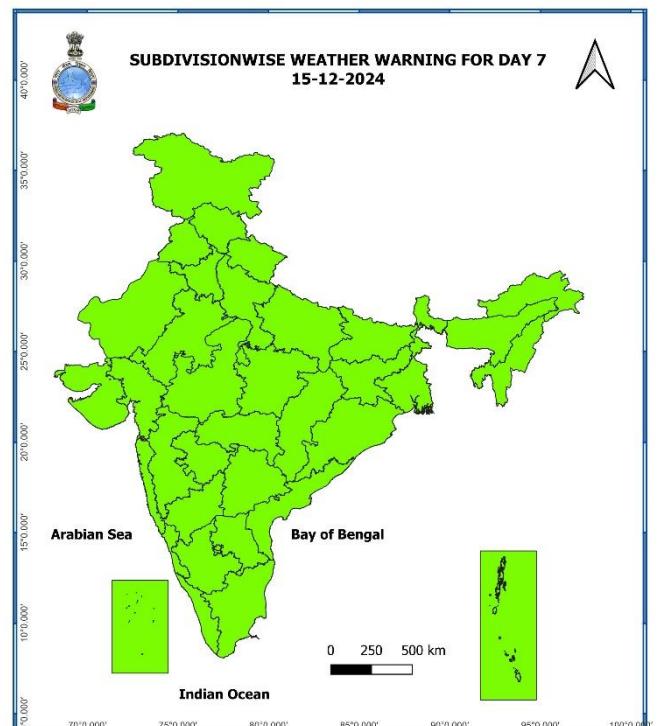 SUBDIVISIONWISE WEATHER WARNING FOR DAY 7
15-12-2024
40°0.000'
35°0.000'
30°0.000'
25°0.000'
20°0.000'
15°0.000'
10°0.000'
Arabian Sea
Bay of Bengal
0 250 500 km
Indian Ocean
70°0.000' 75°0.000' 80°0.000' 85°0.000' 90°0.000' 95°0.000' 100°0.000'